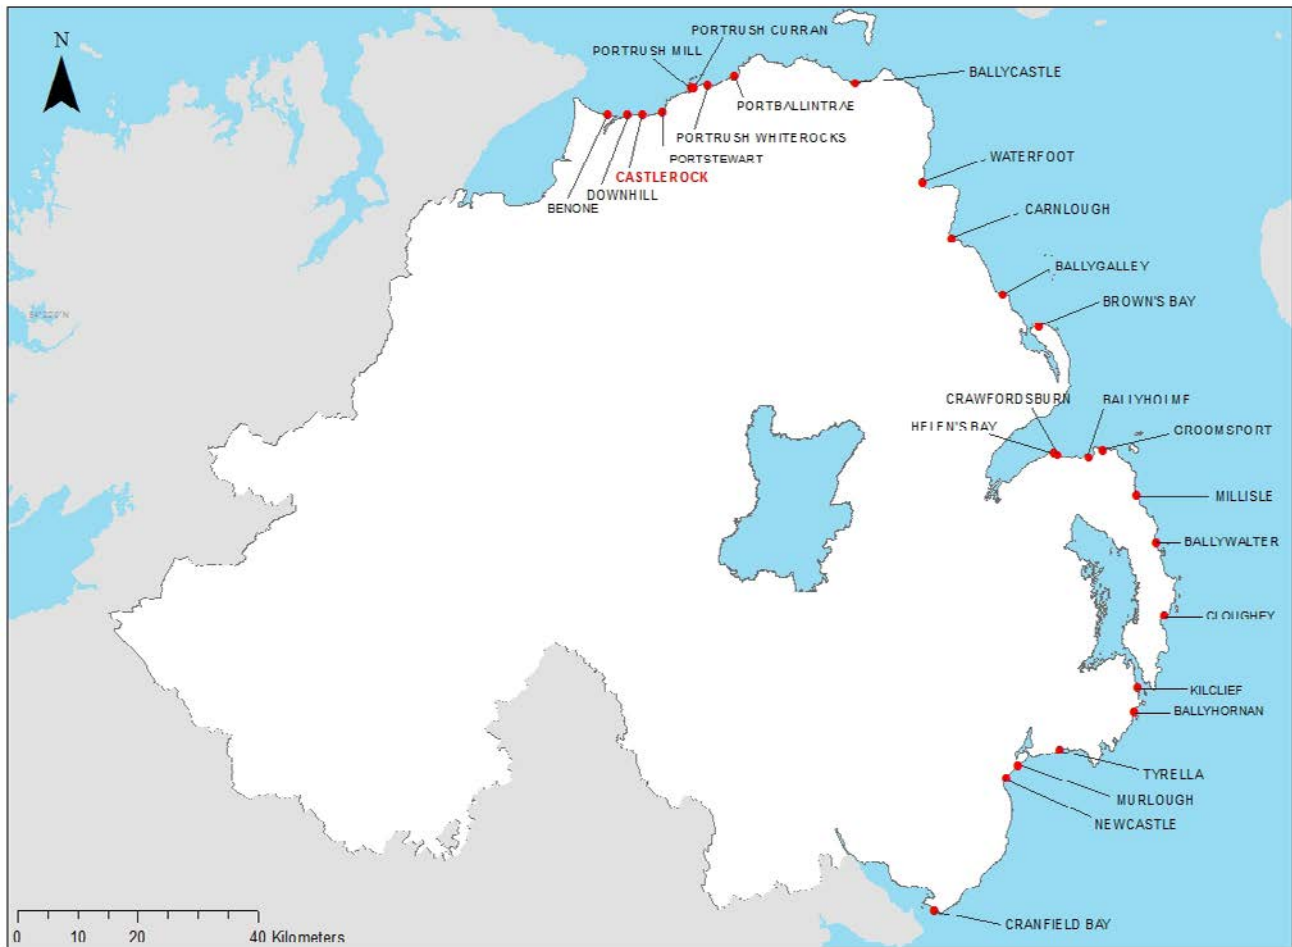 N
PORTRUSH CURRAN
PORTRUSH MILL
BALLYCASTLE
PORTBALLINTRAE
PORTRUSH WHITEROCKS
PORTSTEWART
WATERFOOT
CASTLEROCK
DOWNHILL
BENONE
CARNLOUGH
BALLYGALLEY
BROWN'S BAY
CRAWFORDSBURN
BALLYHOLME
HELEN'S BAY
GROOMSPORT
MILLISLE
BALLYWALTER
CLOUGHEY
KILCLIEF
BALLYHORNAN
TYRELLA
MURLOUGH
NEWCASTLE
CRANFIELD BAY
0 10 20 40 Kilometers